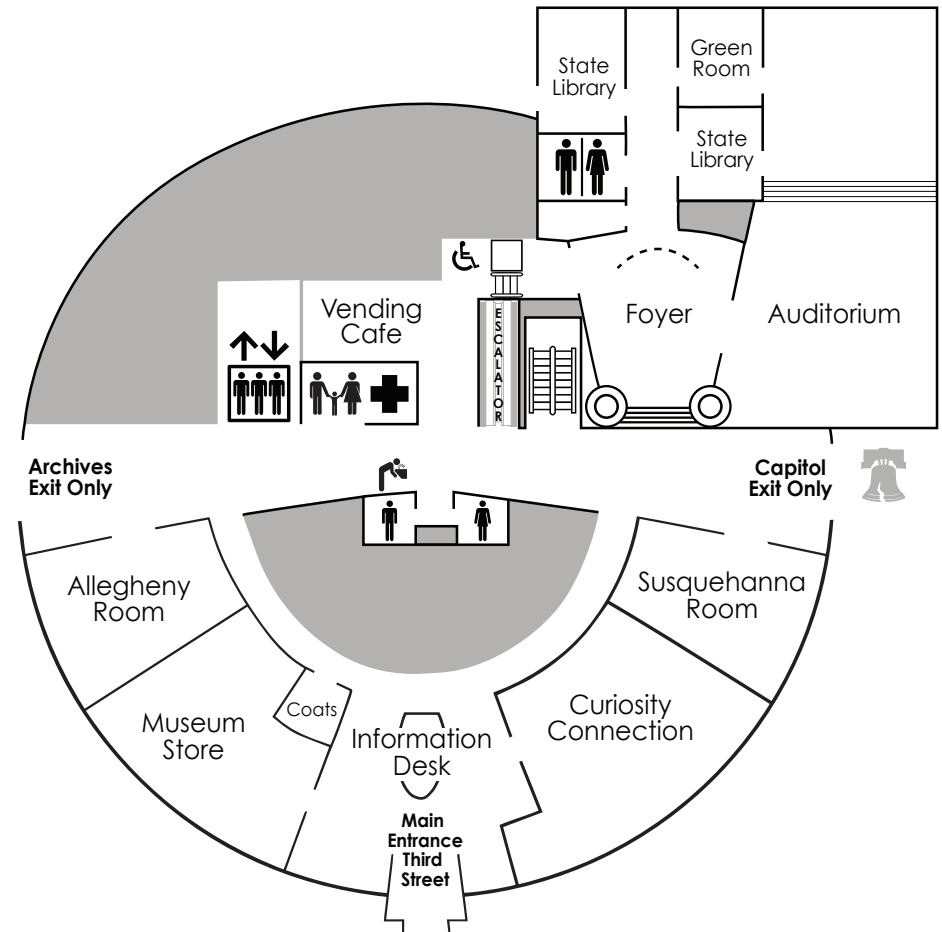 State
Library
Green
Room
State
Library
Vending
Cafe
ESCALATOR
Foyer
Auditorium
Archives
Exit Only
Capitol
Exit Only
Allegheny
Room
Susquehanna
Room
Museum
Store
Coats
Information
Desk
Curiosity
Connection
Main
Entrance
Third
Street